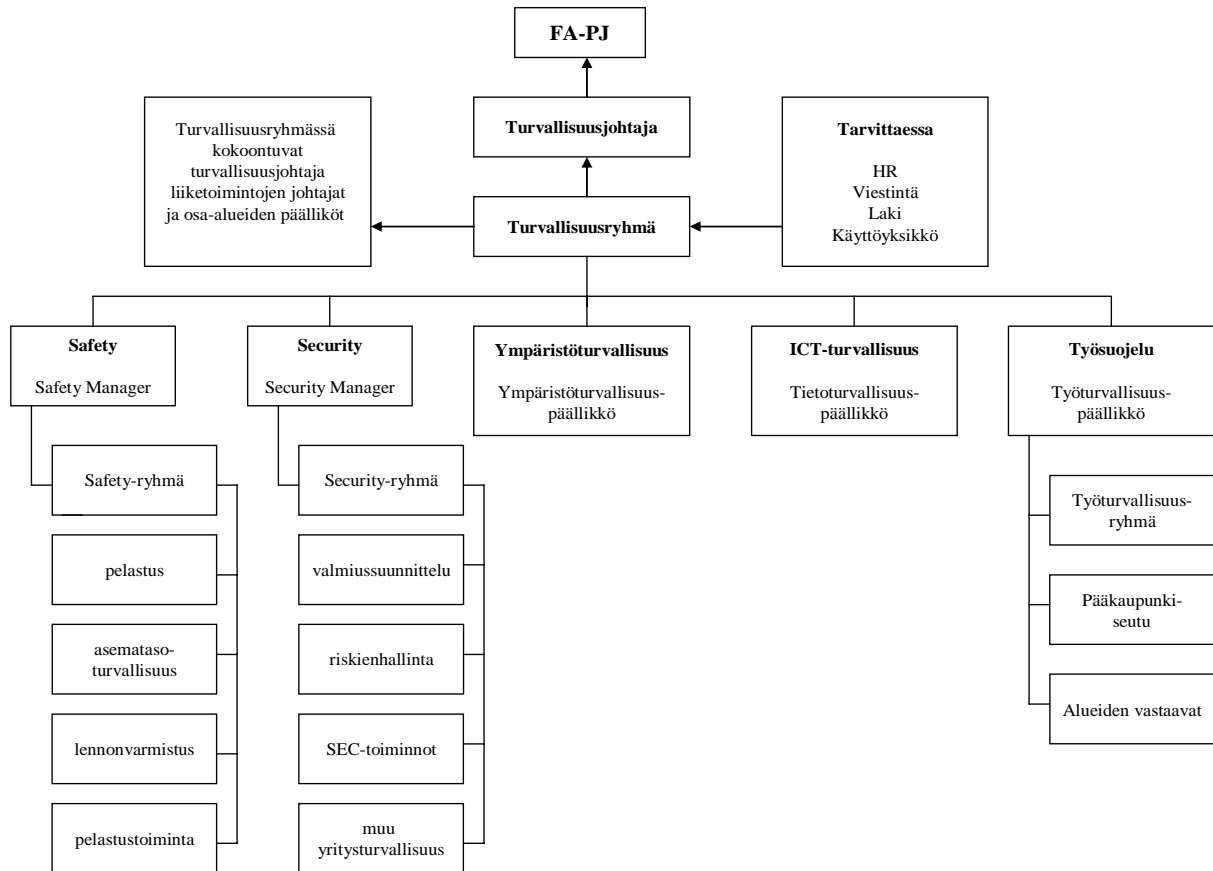 FA-PJ
Turvallisuusjohtaja
Turvallisuusryhmässä
kokoontuvat
turvallisuusjohtaja
liiketoimintojen johtajat
ja osa-alueiden päälliköt
Turvallisuusryhmä
Tarvittaessa
HR
Viestintä
Laki
Käyttöyksikkö
Safety
Safety Manager
Security
Security Manager
Ympäristöturvallisuus
Ympäristöturvallisuus-
päällikkö
ICT-turvallisuus
Tietoturvallisuus-
päällikkö
Työsuojelu
Työturvallisuus-
päällikkö
Safety-ryhmä
pelastus
asemataso-
turvallisuus
lennonvarmistus
pelastustoiminta
Security-ryhmä
valmiussuunnittelu
riskienhallinta
SEC-toiminnot
muu
yritysturvallisuus
Työturvallisuus-
ryhmä
Pääkaupunki-
seutu
Alueiden vastaavat